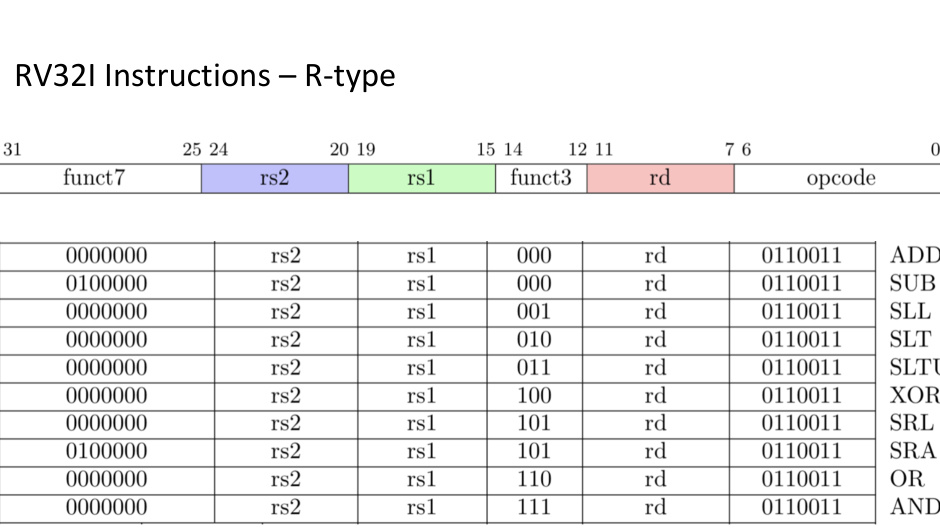 RV32I Instructions – R-type
31 25 24 20 19 15 14 12 11 7 6 0
funct7 rs2 rs1 funct3 rd opcode
0000000 rs2 rs1 000 rd 0110011 ADD
0100000 rs2 rs1 000 rd 0110011 SUB
0000000 rs2 rs1 001 rd 0110011 SLL
0000000 rs2 rs1 010 rd 0110011 SLT
0000000 rs2 rs1 011 rd 0110011 SLTU
0000000 rs2 rs1 100 rd 0110011 XOR
0000000 rs2 rs1 101 rd 0110011 SRL
0100000 rs2 rs1 101 rd 0110011 SRA
0000000 rs2 rs1 110 rd 0110011 OR
0000000 rs2 rs1 111 rd 0110011 AND